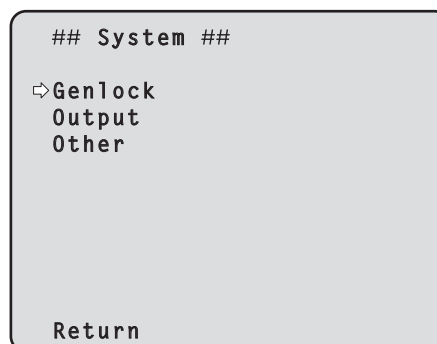 ## System ##
⇨Genlock
Output
Other
Return